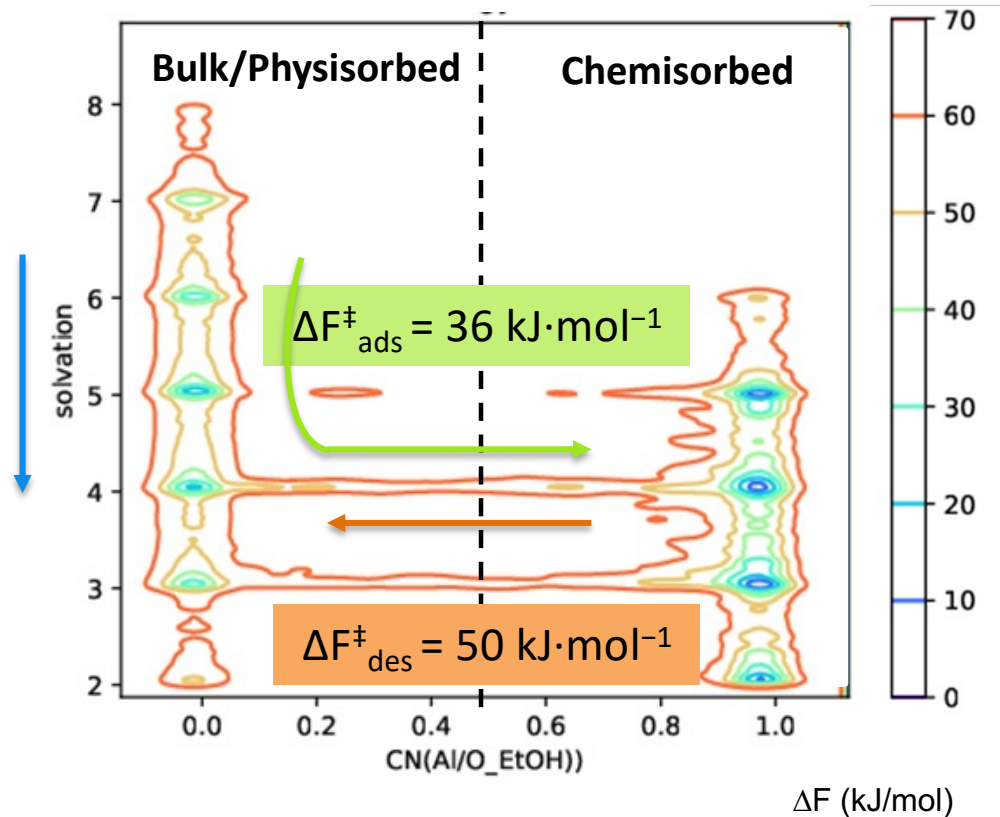 Bulk/Physisorbed
Chemisorbed
8
7
6
5
4
3
2
solvation
ΔF‡ads = 36 kJ·mol−1
ΔF‡des = 50 kJ·mol−1
0.0 0.2 0.4 0.6 0.8 1.0
CN(Al/O_EtOH))
70
60
50
40
30
20
10
0
ΔF (kJ/mol)